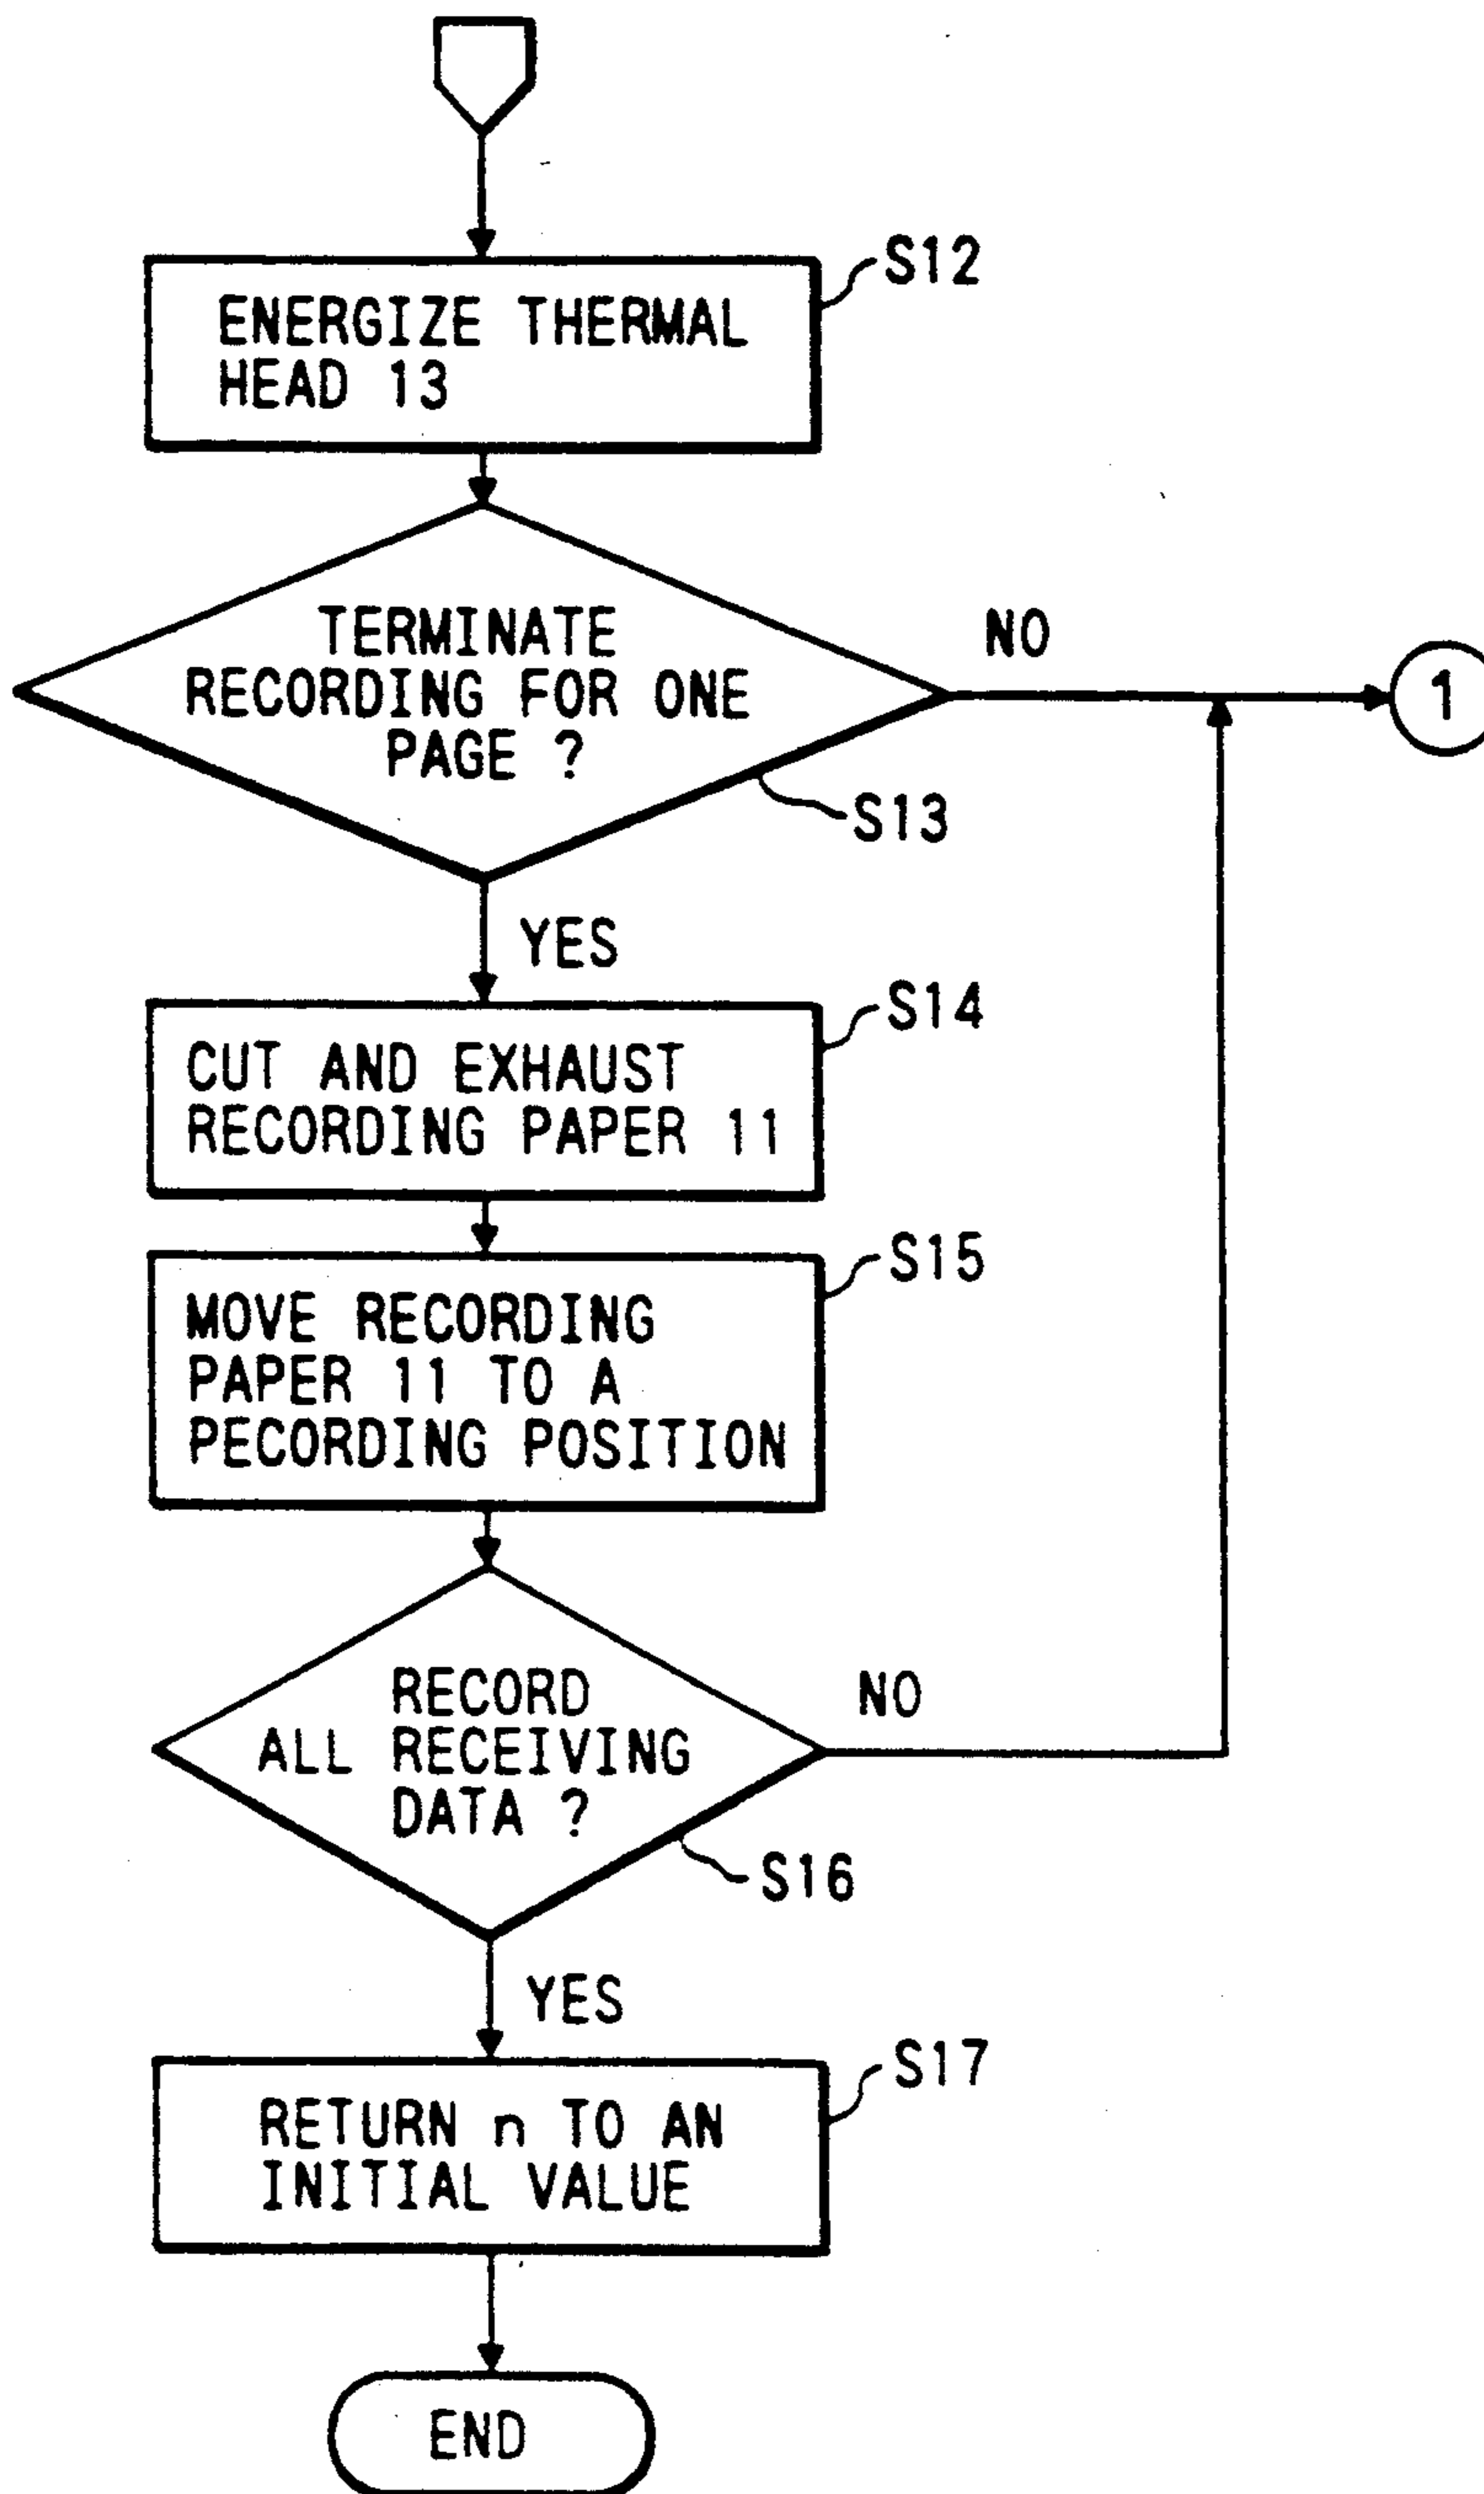 S12
ENERGIZE THERMAL
HEAD 13
TERMINATE
RECORDING FOR ONE
PAGE ?
NO
1
S13
YES
S14
CUT AND EXHAUST
RECORDING PAPER 11
S15
MOVE RECORDING
PAPER 11 TO A
PECORDING POSITION
RECORD
ALL RECEIVING
DATA ?
NO
S16
YES
S17
RETURN n TO AN
INITIAL VALUE
END